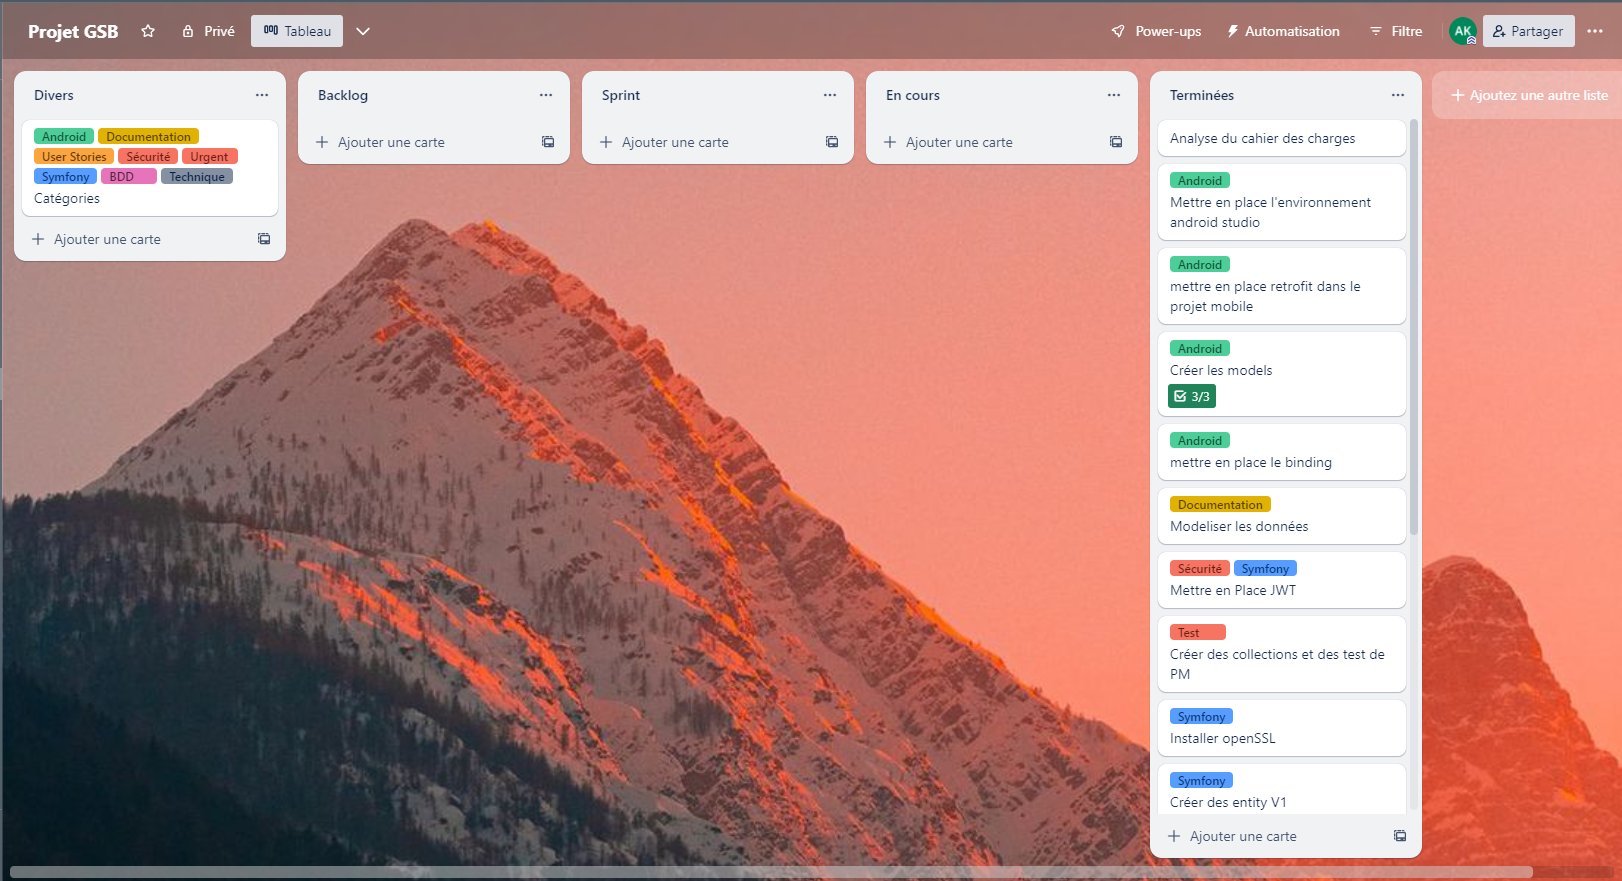 Projet GSB
Privé
Tableau
Power-ups
Automatisation
Filtre
AK
Partager
Divers
Android Documentation
User Stories Sécurité Urgent
Symfony BDD Technique
Catégories
Ajouter une carte
Backlog
Ajouter une carte
Sprint
Ajouter une carte
En cours
Ajouter une carte
Terminées
Analyse du cahier des charges
Android
Mettre en place l'environnement
android studio
Android
mettre en place retrofit dans le
projet mobile
Android
Créer les models
3/3
Android
mettre en place le binding
Documentation
Modeliser les données
Sécurité Symfony
Mettre en Place JWT
Test
Créer des collections et des test de
PM
Symfony
Installer openSSL
Symfony
Créer des entity V1
Ajouter une carte
Ajoutez une autre liste